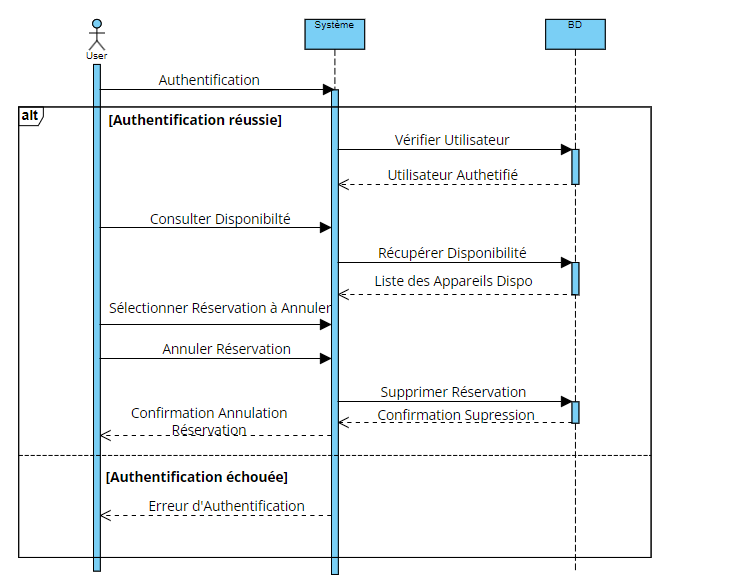 Système
BD
User
Authentification
alt
[Authentification réussie]
Vérifier Utilisateur
Utilisateur Authetifié
Consulter Disponibilté
Récupérer Disponibilité
Liste des Appareils Dispo
Sélectionner Réservation à Annuler
Annuler Réservation
Supprimer Réservation
Confirmation Supression
Confirmation Annulation
Réservation
[Authentification échouée]
Erreur d'Authentification